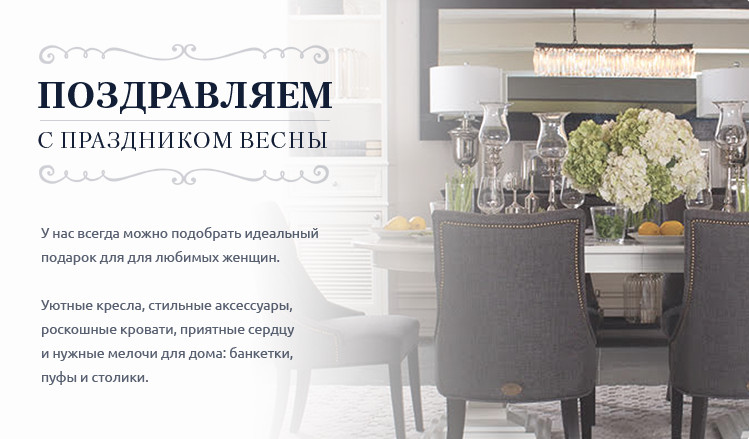 ПОЗДРАВЛЯЕМ
С ПРАЗДНИКОМ ВЕСНЫ
У нас всегда можно подобрать идеальный
подарок для для любимых женщин.
Уютные кресла, стильные аксессуары,
роскошные кровати, приятные сердцу
и нужные мелочи для дома: банкетки,
пуфы и столики.